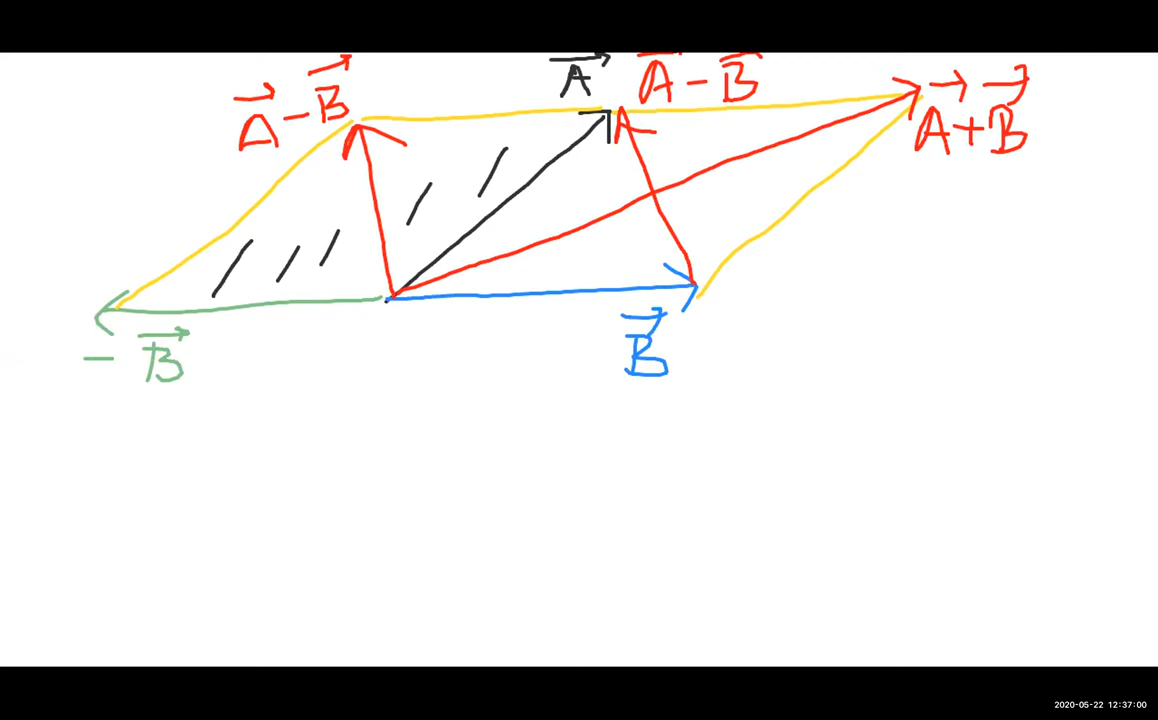 A⃗ - B⃗
A⃗
A⃗ - B⃗
A⃗ + B⃗
- B⃗
B⃗
2020-05-22 12:37:00